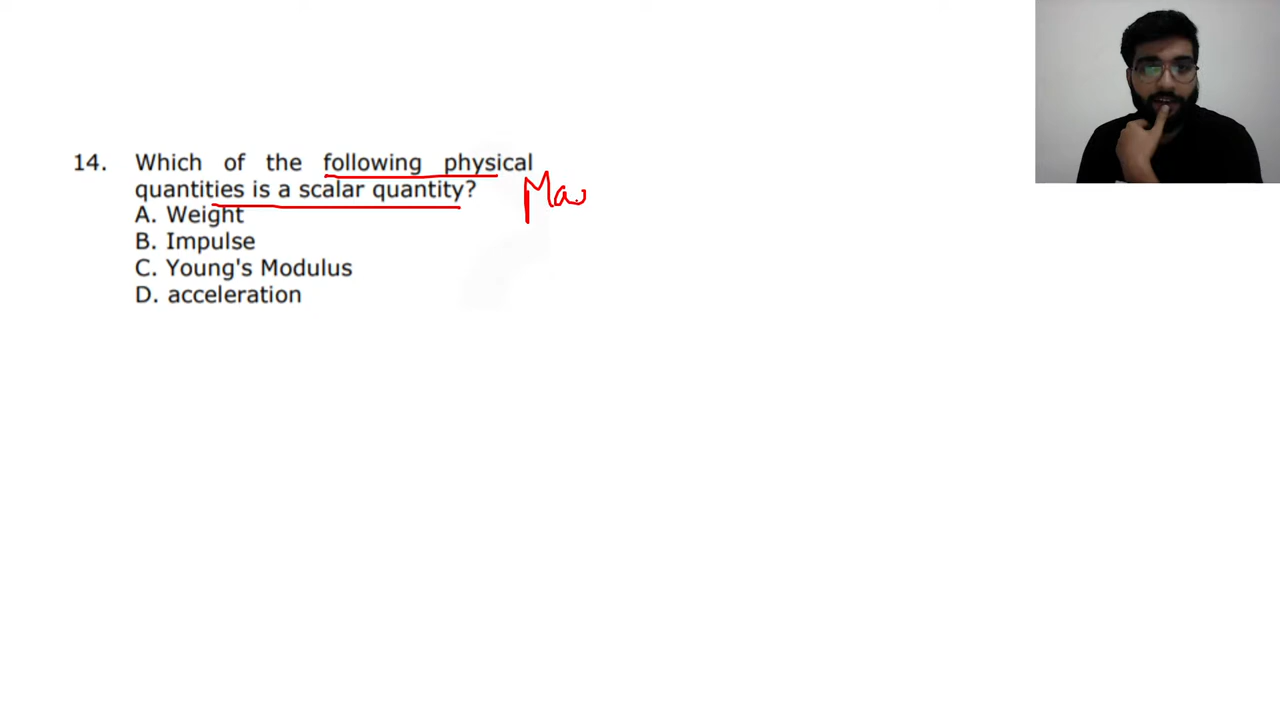 14. Which of the following physical
quantities is a scalar quantity?
Ma
A. Weight
B. Impulse
C. Young's Modulus
D. acceleration